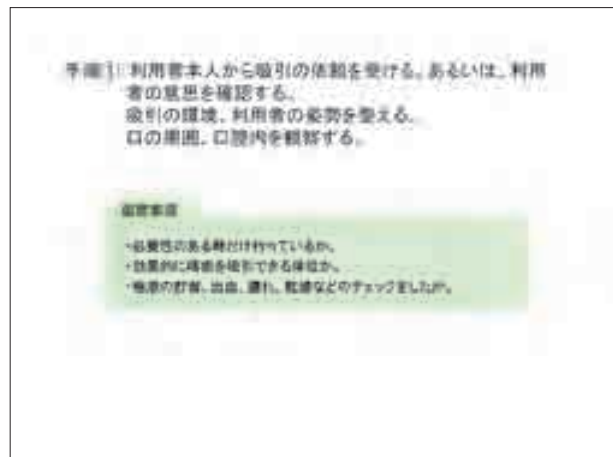 手順1: 利用者本人から吸引の依頼を受ける。あるいは、利用
者の意思を確認する。
吸引の環境、利用者の姿勢を整える。
口の周囲、口腔内を観察する。
留意事項
・必要性のある時だけ行っているか。
・効果的に喀痰を吸引できる体位か。
・喀痰の貯留、出血、腫れ、乾燥などのチェックをしたか。